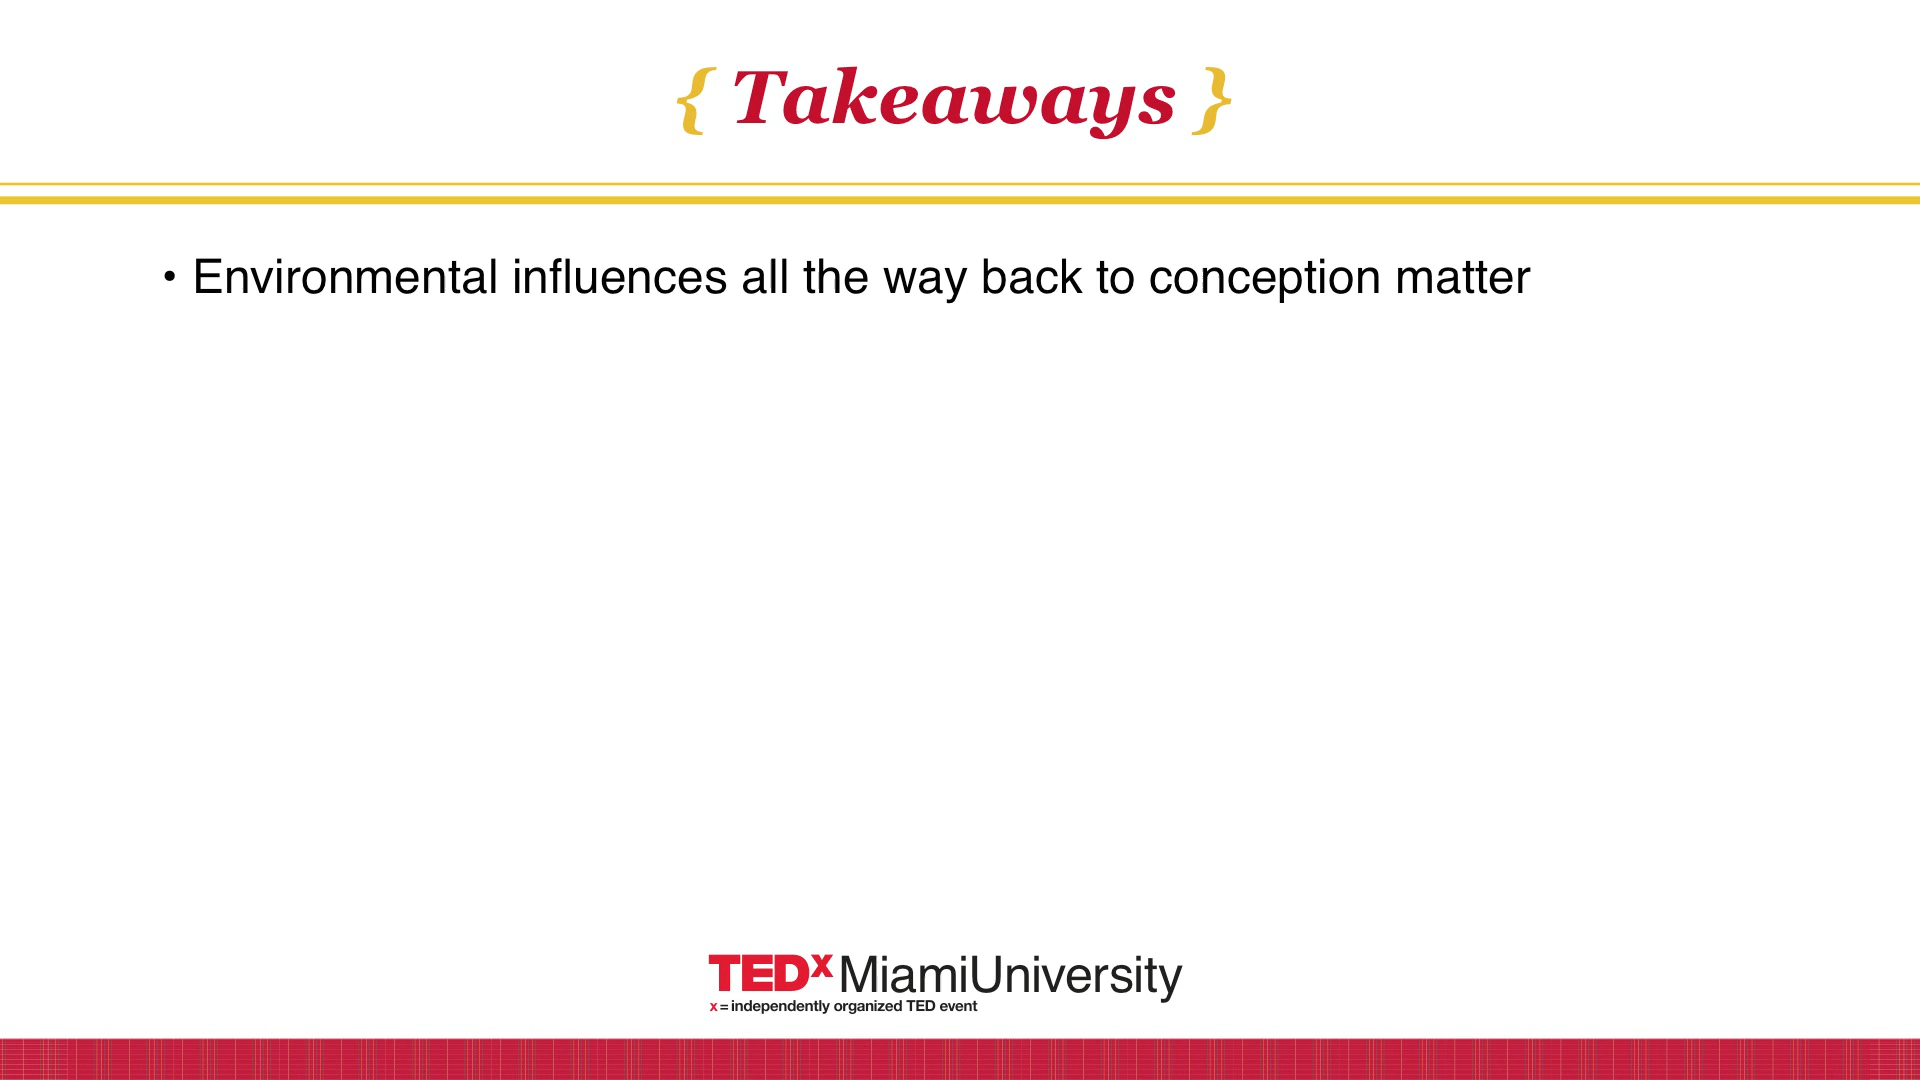 { Takeaways }
• Environmental influences all the way back to conception matter
TEDx MiamiUniversity
x = independently organized TED event